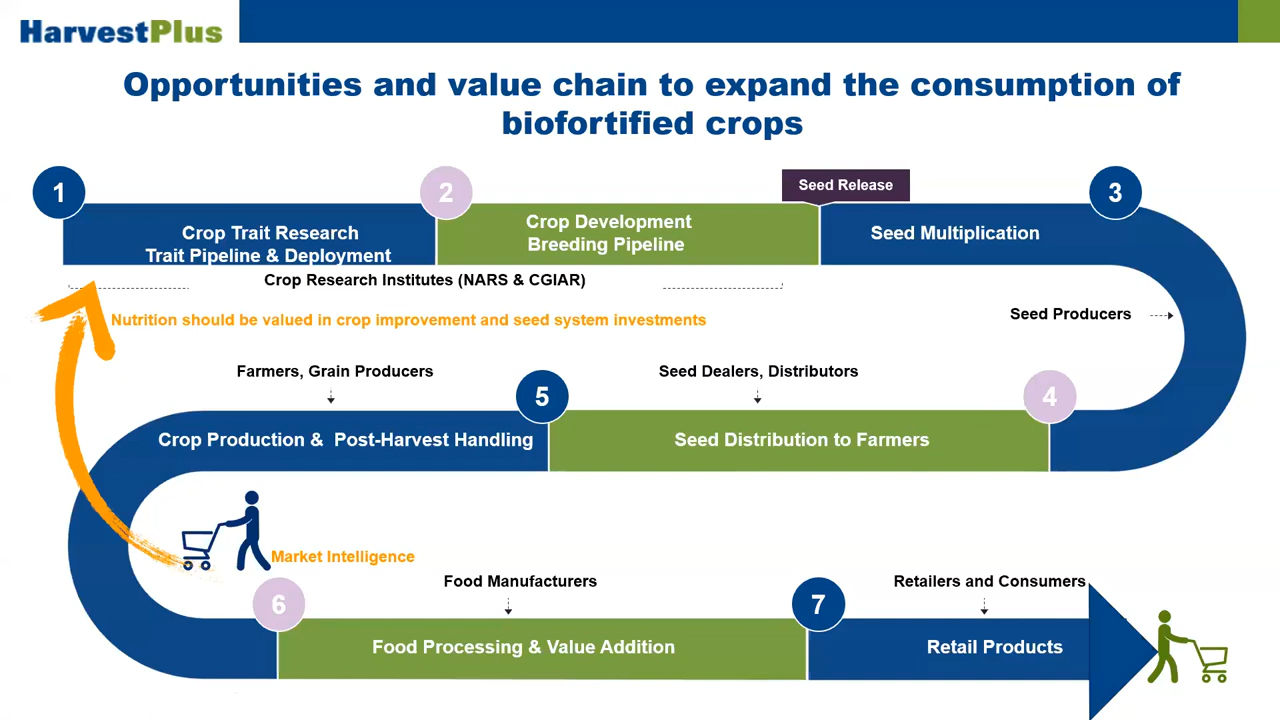 HarvestPlus
Opportunities and value chain to expand the consumption of
biofortified crops
1
2
Seed Release
3
Crop Trait Research
Trait Pipeline & Deployment
Crop Development
Breeding Pipeline
Seed Multiplication
Crop Research Institutes (NARS & CGIAR)
Nutrition should be valued in crop improvement and seed system investments
Seed Producers
Farmers, Grain Producers
Seed Dealers, Distributors
5
4
Crop Production & Post-Harvest Handling
Seed Distribution to Farmers
Market Intelligence
Food Manufacturers
Retailers and Consumers
6
7
Food Processing & Value Addition
Retail Products